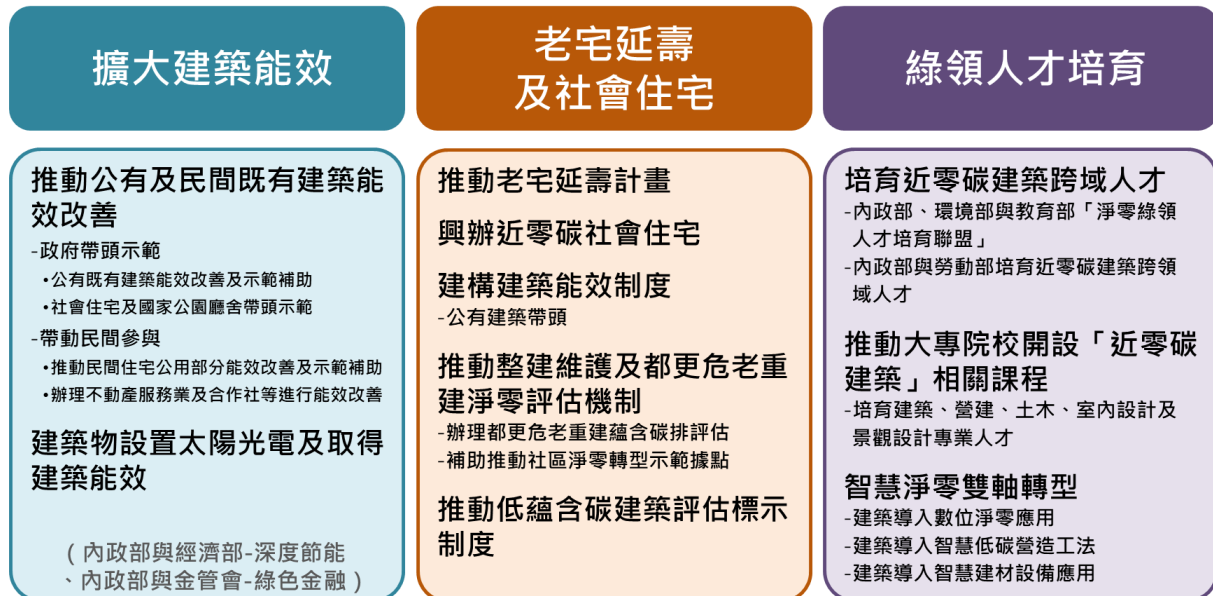 擴大建築能效
推動公有及民間既有建築能
效改善
-政府帶頭示範
•公有既有建築能效改善及示範補助
•社會住宅及國家公園廳舍帶頭示範
-帶動民間參與
•推動民間住宅公用部分能效改善及示範補助
•辦理不動產服務業及合作社等進行能效改善
建築物設置太陽光電及取得
建築能效
(內政部與經濟部-深度節能
、內政部與金管會-綠色金融)
老宅延壽
及社會住宅
推動老宅延壽計畫
興辦近零碳社會住宅
建構建築能效制度
-公有建築帶頭
推動整建維護及都更危老重
建淨零評估機制
-辦理都更危老重建蘊含碳排評估
-補助推動社區淨零轉型示範據點
推動低蘊含碳建築評估標示
制度
綠領人才培育
培育近零碳建築跨域人才
-內政部、環境部與教育部「淨零綠領
人才培育聯盟」
-內政部與勞動部培育近零碳建築跨領
域人才
推動大專院校開設「近零碳
建築」相關課程
-培育建築、營建、土木、室內設計及
景觀設計專業人才
智慧淨零雙軸轉型
-建築導入數位淨零應用
-建築導入智慧低碳營造工法
-建築導入智慧建材設備應用